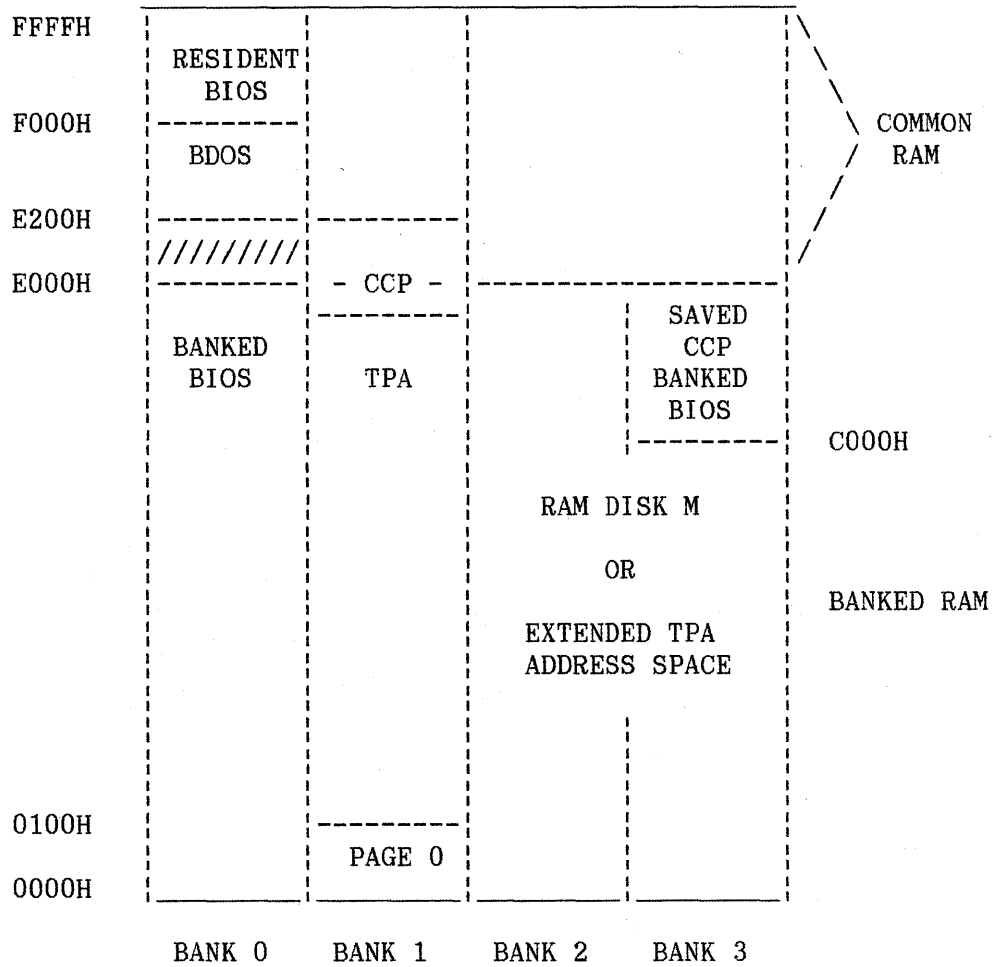 FFFFH
RESIDENT
BIOS
F000H
COMMON
BDOS
RAM
E200H
/////////
E000H
- CCP -
SAVED
BANKED
CCP
BIOS
TPA
BANKED
BIOS
C000H
RAM DISK M
OR
BANKED RAM
EXTENDED TPA
ADDRESS SPACE
0100H
PAGE 0
0000H
BANK 0 BANK 1 BANK 2 BANK 3